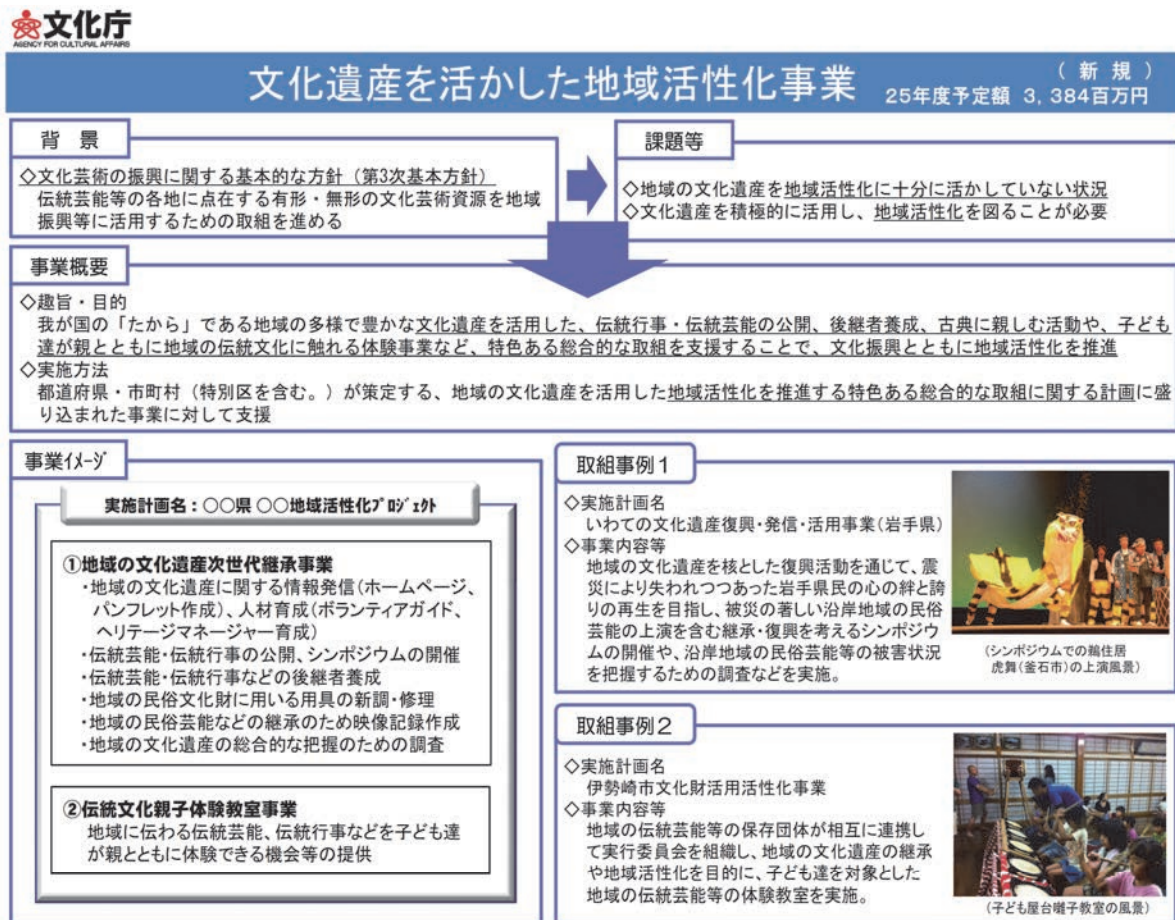 文化庁
AGENCY FOR CULTURAL AFFAIRS
文化遺産を活かした地域活性化事業
（新規）
25年度予定額 3,384百万円
背 景
◇文化芸術の振興に関する基本的な方針（第3次基本方針）
伝統芸能等の各地に点在する有形・無形の文化芸術資源を地域
振興等に活用するための取組を進める
課題等
◇地域の文化遺産を地域活性化に十分に活かしていない状況
◇文化遺産を積極的に活用し、地域活性化を図ることが必要
事業概要
◇趣旨・目的
我が国の「たから」である地域の多様で豊かな文化遺産を活用した、伝統行事・伝統芸能の公開、後継者養成、古典に親しむ活動や、子ども
達が親とともに地域の伝統文化に触れる体験事業など、特色ある総合的な取組を支援することで、文化振興とともに地域活性化を推進
◇実施方法
都道府県・市町村（特別区を含む。）が策定する、地域の文化遺産を活用した地域活性化を推進する特色ある総合的な取組に関する計画に盛
り込まれた事業に対して支援
事業ｲﾒｰｼﾞ
実施計画名：○○県 ○○地域活性化ﾌﾟﾛｼﾞｪｸﾄ
①地域の文化遺産次世代継承事業
・地域の文化遺産に関する情報発信（ホームページ、
パンフレット作成）、人材育成（ボランティアガイド、
ヘリテージマネージャー育成）
・伝統芸能・伝統行事の公開、シンポジウムの開催
・伝統芸能・伝統行事などの後継者養成
・地域の民俗文化財に用いる用具の新調・修理
・地域の民俗芸能などの継承のため映像記録作成
・地域の文化遺産の総合的な把握のための調査
②伝統文化親子体験教室事業
地域に伝わる伝統芸能、伝統行事などを子ども達
が親とともに体験できる機会等の提供
取組事例1
◇実施計画名
いわての文化遺産復興・発信・活用事業（岩手県）
◇事業内容等
地域の文化遺産を核とした復興活動を通じて、震
災により失われつつあった岩手県民の心の絆と誇
りの再生を目指し、被災の著しい沿岸地域の民俗
芸能の上演を含む継承・復興を考えるシンポジウ
ムの開催や、沿岸地域の民俗芸能等の被害状況
を把握するための調査などを実施。
（シンポジウムでの鵜住居
虎舞（釜石市）の上演風景）
取組事例2
◇実施計画名
伊勢崎市文化財活用活性化事業
◇事業内容等
地域の伝統芸能等の保存団体が相互に連携し
て実行委員会を組織し、地域の文化遺産の継承
や地域活性化を目的に、子ども達を対象とした
地域の伝統芸能等の体験教室を実施。
（子ども屋台囃子教室の風景）